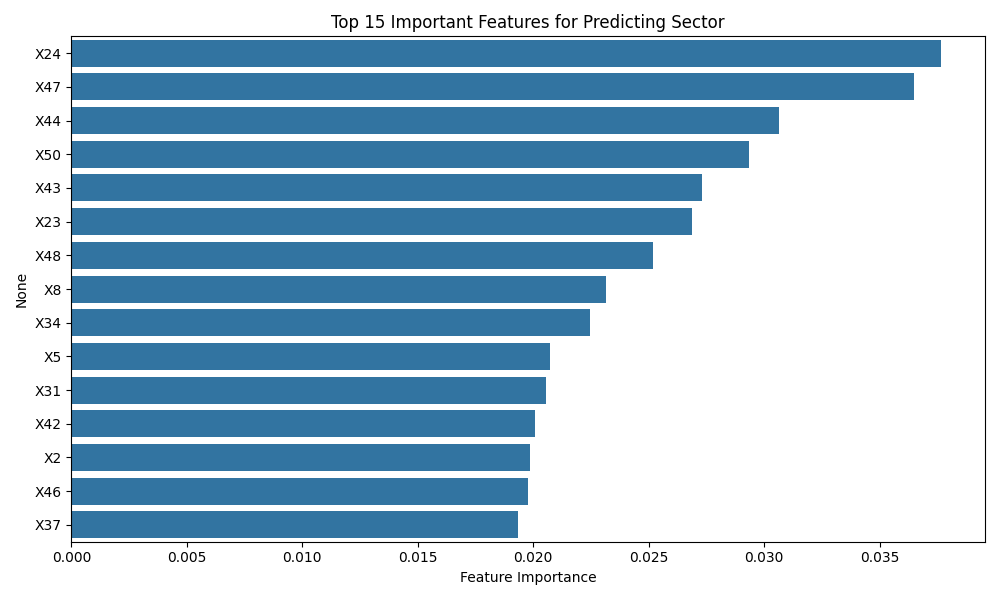 Top 15 Important Features for Predicting Sector
X24
X47
X44
X50
X43
X23
X48
X8
X34
X5
X31
X42
X2
X46
X37
None
0.000 0.005 0.010 0.015 0.020 0.025 0.030 0.035
Feature Importance